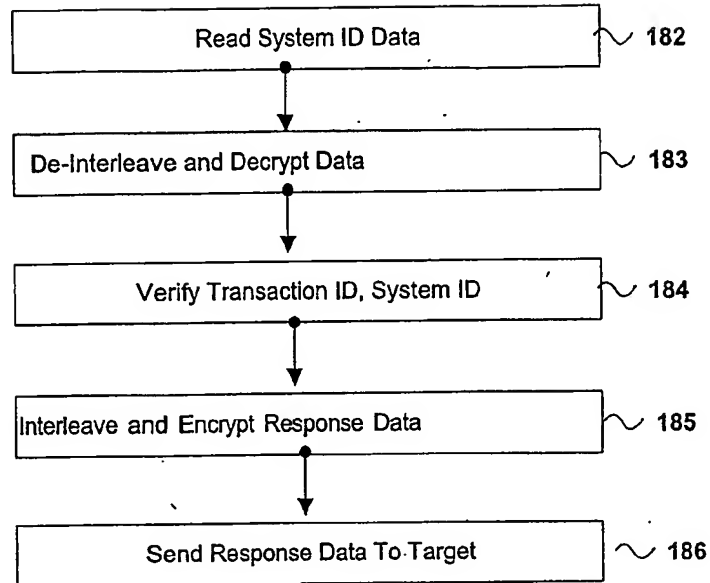 Read System ID Data 182
De-Interleave and Decrypt Data 183
Verify Transaction ID, System ID 184
Interleave and Encrypt Response Data 185
Send Response Data To Target 186